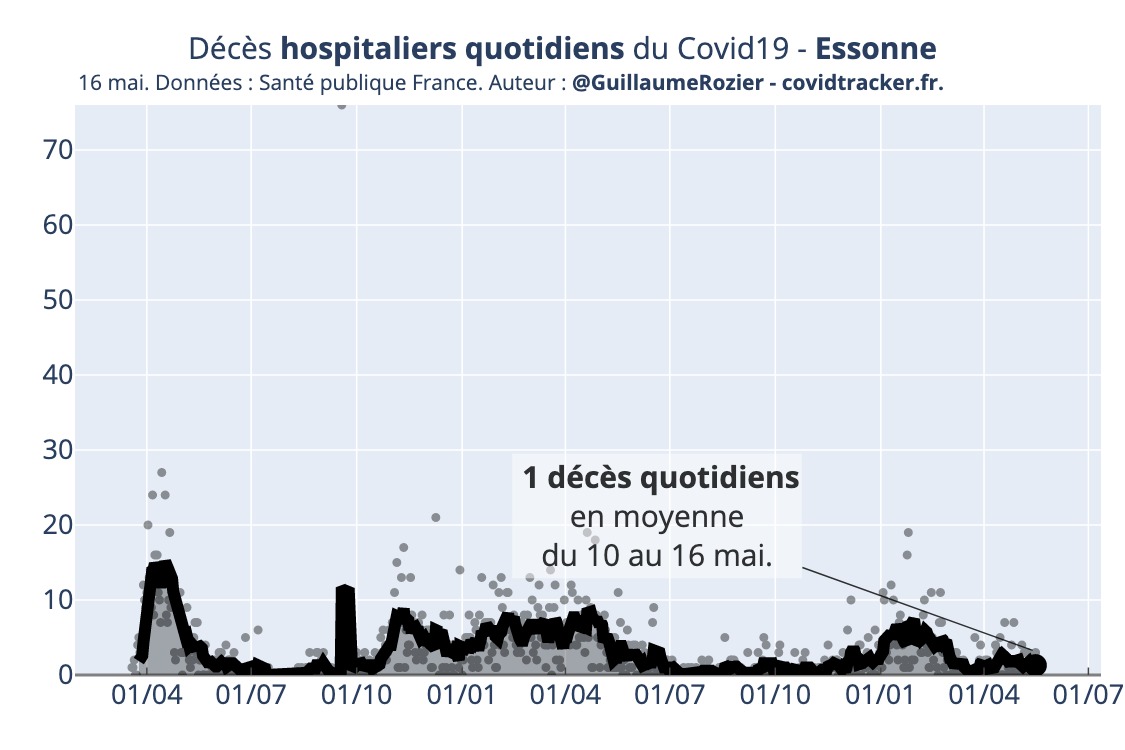 Décès hospitaliers quotidiens du Covid19 - Essonne
16 mai. Données : Santé publique France. Auteur : @GuillaumeRozier - covidtracker.fr.
70
60
50
40
30
20
10
0
1 décès quotidiens
en moyenne
du 10 au 16 mai.
01/04 01/07 01/10 01/01 01/04 01/07 01/10 01/01 01/04 01/07